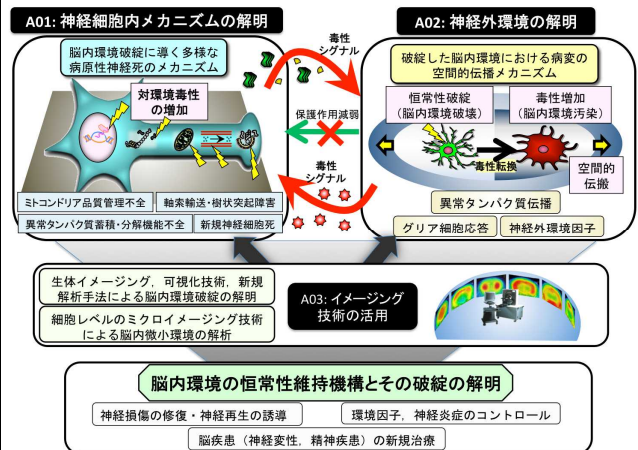 A01: 神経細胞内メカニズムの解明
脳内環境破綻に導く多様な
病原性神経死のメカニズム
対環境毒性
の増加
ミトコンドリア品質管理不全
軸索輸送・樹状突起障害
異常タンパク質蓄積・分解機能不全
新規神経細胞死
毒性
シグナル
保護作用減弱
毒性
シグナル
A02: 神経外環境の解明
破綻した脳内環境における病変の
空間的伝播メカニズム
恒常性破綻
（脳内環境破壊）
毒性増加
（脳内環境汚染）
毒性転換
空間的
伝搬
異常タンパク質伝播
グリア細胞応答
神経外環境因子
生体イメージング，可視化技術，新規
解析手法による脳内環境破綻の解明
細胞レベルのミクロイメージング技術
による脳内微小環境の解析
A03: イメージング
技術の活用
脳内環境の恒常性維持機構とその破綻の解明
神経損傷の修復・神経再生の誘導
環境因子，神経炎症のコントロール
脳疾患（神経変性，精神疾患）の新規治療